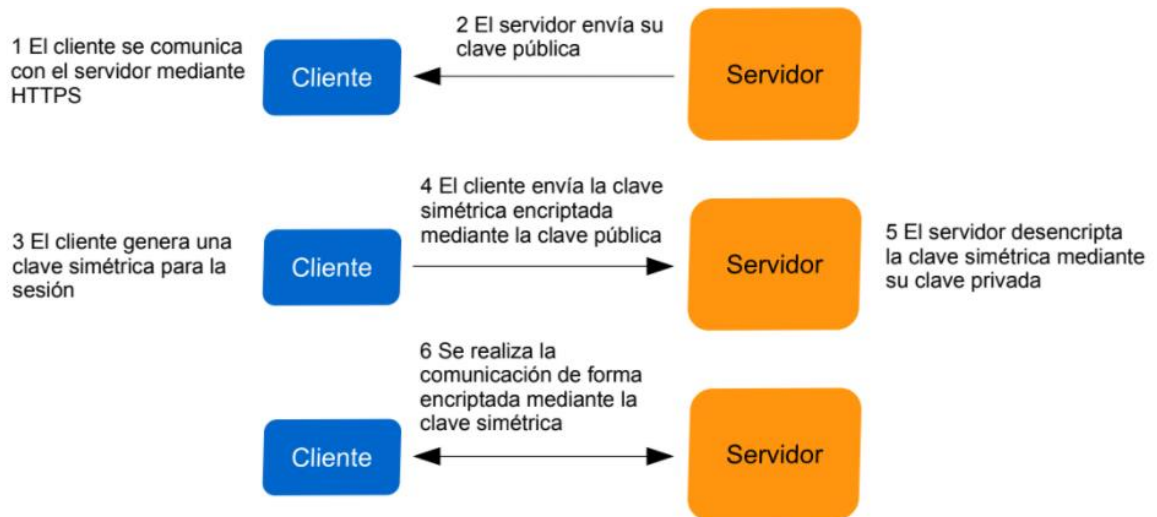 1 El cliente se comunica
con el servidor mediante
HTTPS
Cliente
2 El servidor envía su
clave pública
Servidor
3 El cliente genera una
clave simétrica para la
sesión
Cliente
4 El cliente envía la clave
simétrica encriptada
mediante la clave pública
Servidor
5 El servidor desencripta
la clave simétrica mediante
su clave privada
Cliente
6 Se realiza la
comunicación de forma
encriptada mediante la
clave simétrica
Servidor